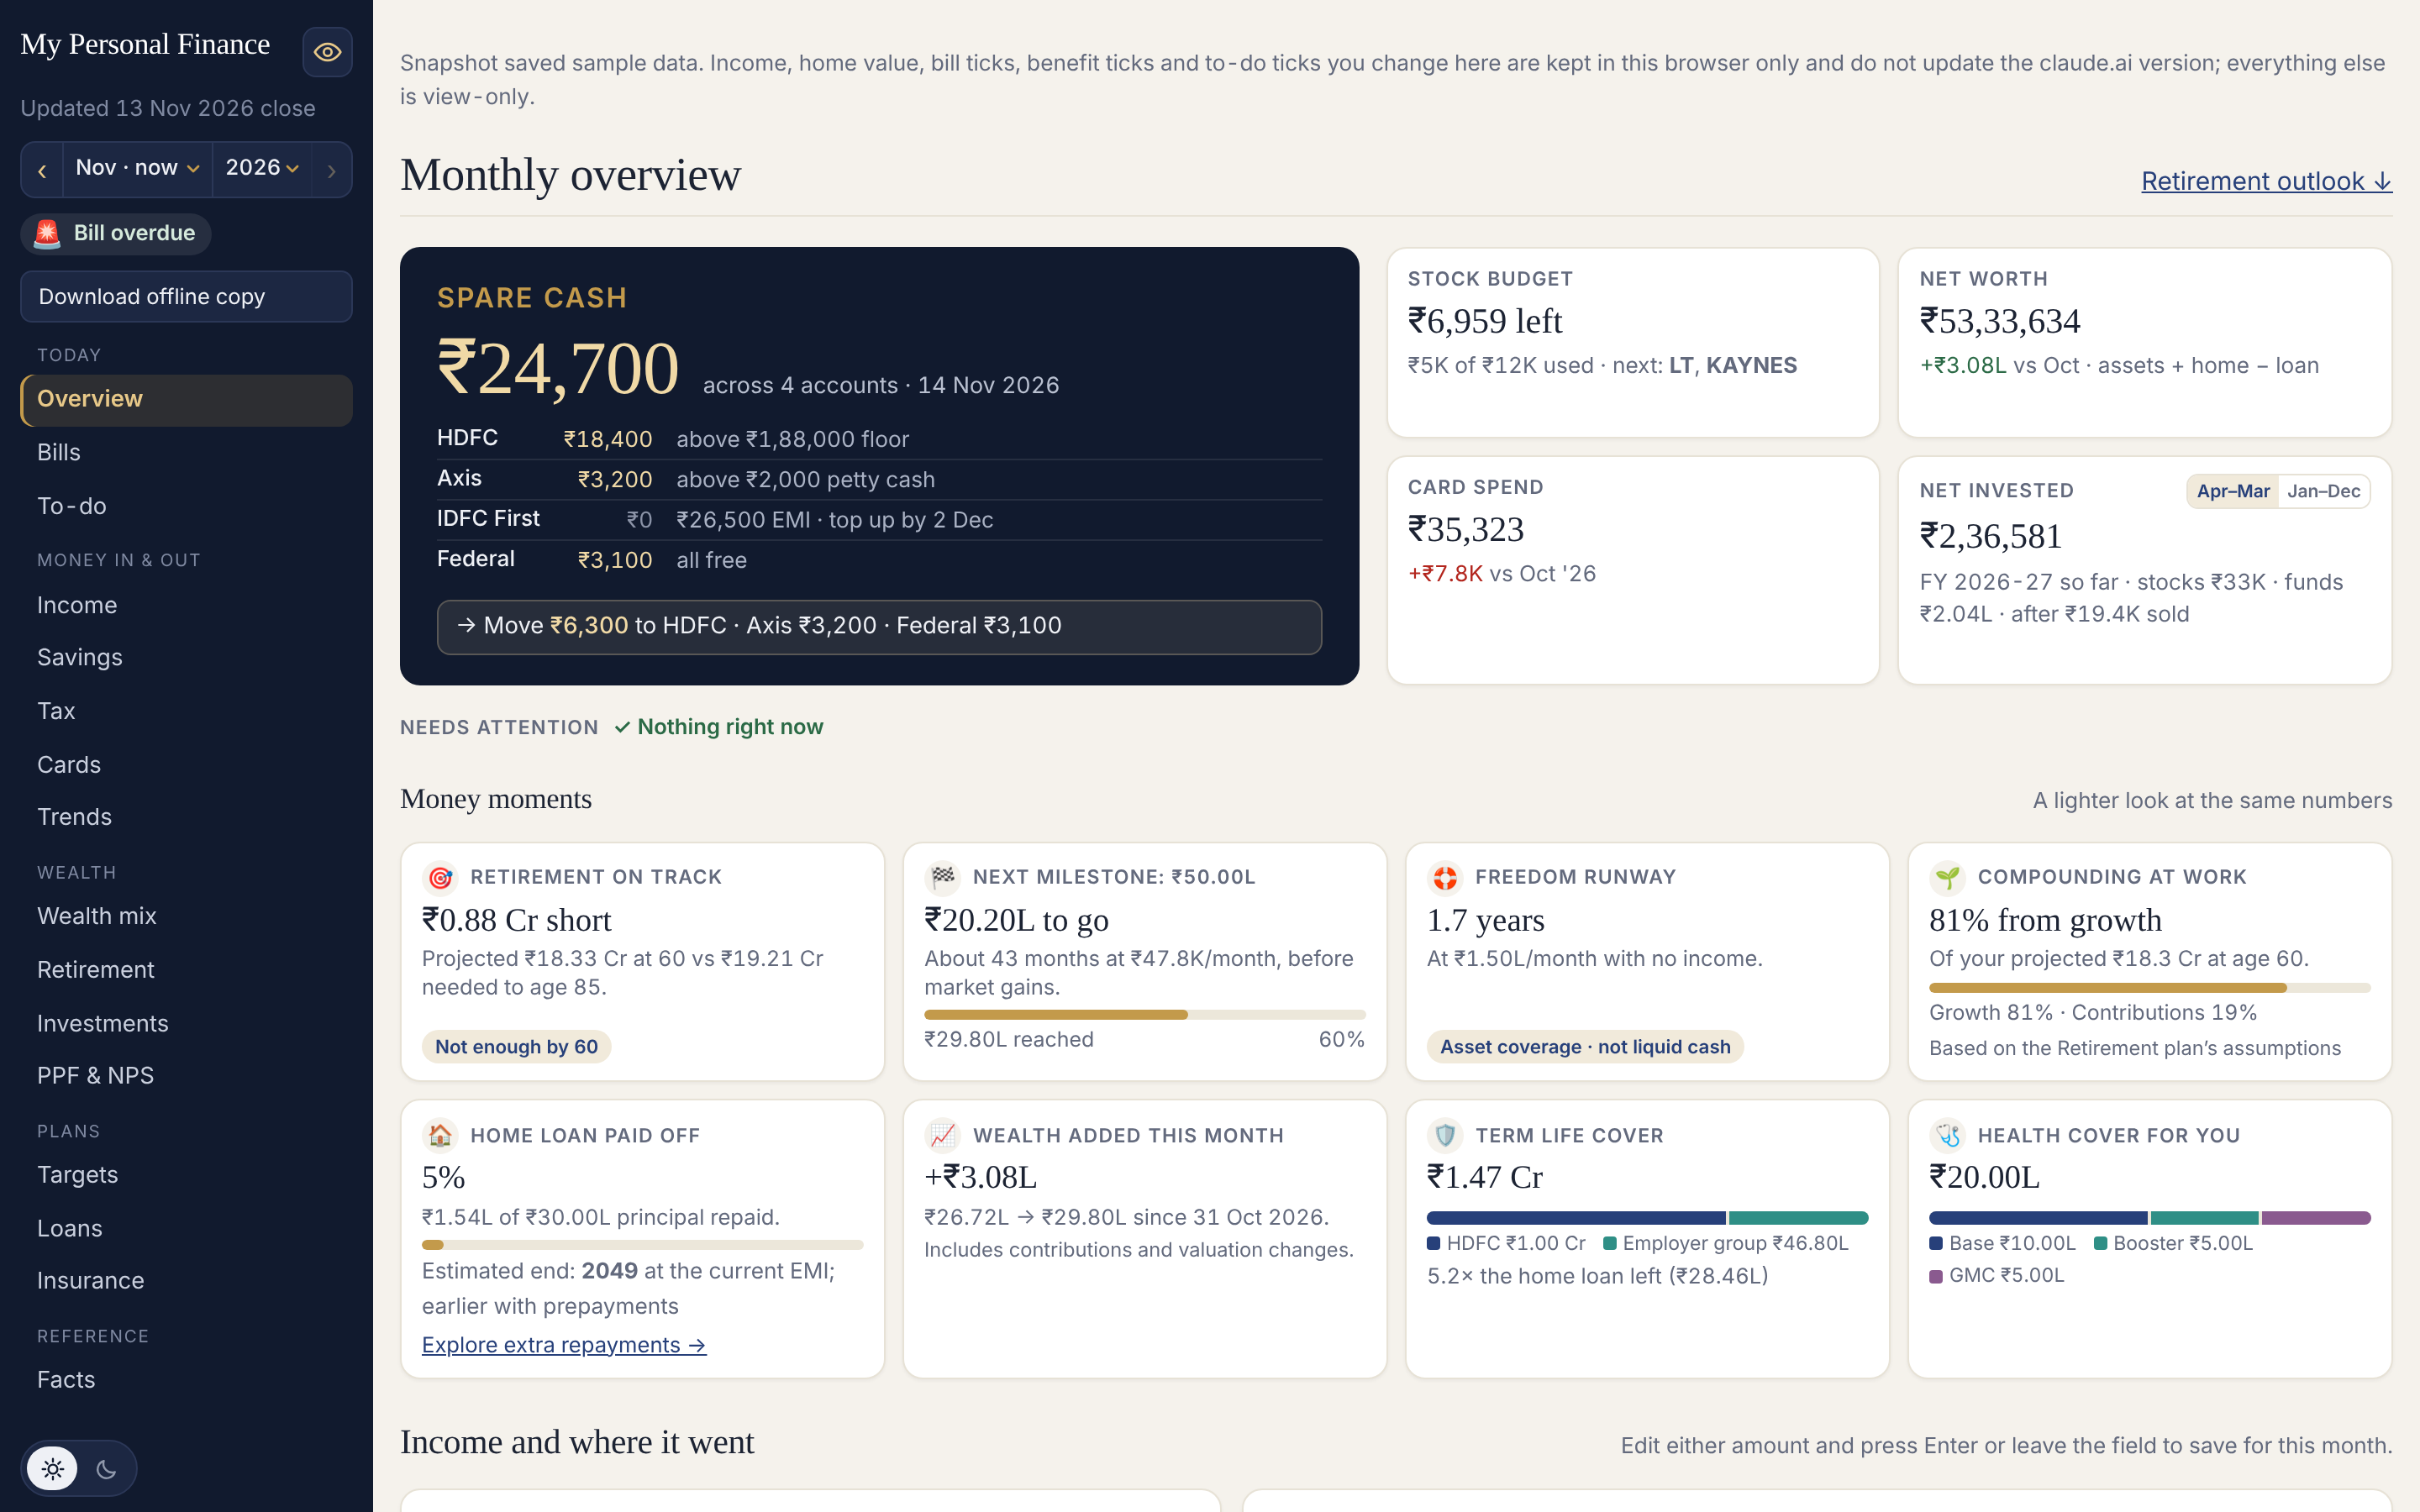 My Personal Finance
Updated 13 Nov 2026 close
‹ Nov · now 2026 ›
Bill overdue
Download offline copy
TODAY
Overview
Bills
To-do
MONEY IN & OUT
Income
Savings
Tax
Cards
Trends
WEALTH
Wealth mix
Retirement
Investments
PPF & NPS
PLANS
Targets
Loans
Insurance
REFERENCE
Facts
Snapshot saved sample data. Income, home value, bill ticks, benefit ticks and to-do ticks you change here are kept in this browser only and do not update the claude.ai version; everything else
is view-only.
Monthly overview
Retirement outlook ↓
SPARE CASH
₹24,700 across 4 accounts · 14 Nov 2026
HDFC ₹18,400 above ₹1,88,000 floor
Axis ₹3,200 above ₹2,000 petty cash
IDFC First ₹0 ₹26,500 EMI · top up by 2 Dec
Federal ₹3,100 all free
→ Move ₹6,300 to HDFC · Axis ₹3,200 · Federal ₹3,100
STOCK BUDGET
₹6,959 left
₹5K of ₹12K used · next: LT, KAYNES
NET WORTH
₹53,33,634
+₹3.08L vs Oct · assets + home − loan
CARD SPEND
₹35,323
+₹7.8K vs Oct '26
NET INVESTED Apr–Mar Jan–Dec
₹2,36,581
FY 2026-27 so far · stocks ₹33K · funds
₹2.04L · after ₹19.4K sold
NEEDS ATTENTION ✓ Nothing right now
Money moments
A lighter look at the same numbers
RETIREMENT ON TRACK
₹0.88 Cr short
Projected ₹18.33 Cr at 60 vs ₹19.21 Cr
needed to age 85.
Not enough by 60
NEXT MILESTONE: ₹50.00L
₹20.20L to go
About 43 months at ₹47.8K/month, before
market gains.
₹29.80L reached 60%
FREEDOM RUNWAY
1.7 years
At ₹1.50L/month with no income.
Asset coverage · not liquid cash
COMPOUNDING AT WORK
81% from growth
Of your projected ₹18.3 Cr at age 60.
Growth 81% · Contributions 19%
Based on the Retirement plan’s assumptions
HOME LOAN PAID OFF
5%
₹1.54L of ₹30.00L principal repaid.
Estimated end: 2049 at the current EMI;
earlier with prepayments
Explore extra repayments →
WEALTH ADDED THIS MONTH
+₹3.08L
₹26.72L → ₹29.80L since 31 Oct 2026.
Includes contributions and valuation changes.
TERM LIFE COVER
₹1.47 Cr
HDFC ₹1.00 Cr Employer group ₹46.80L
5.2× the home loan left (₹28.46L)
HEALTH COVER FOR YOU
₹20.00L
Base ₹10.00L Booster ₹5.00L
GMC ₹5.00L
Income and where it went
Edit either amount and press Enter or leave the field to save for this month.